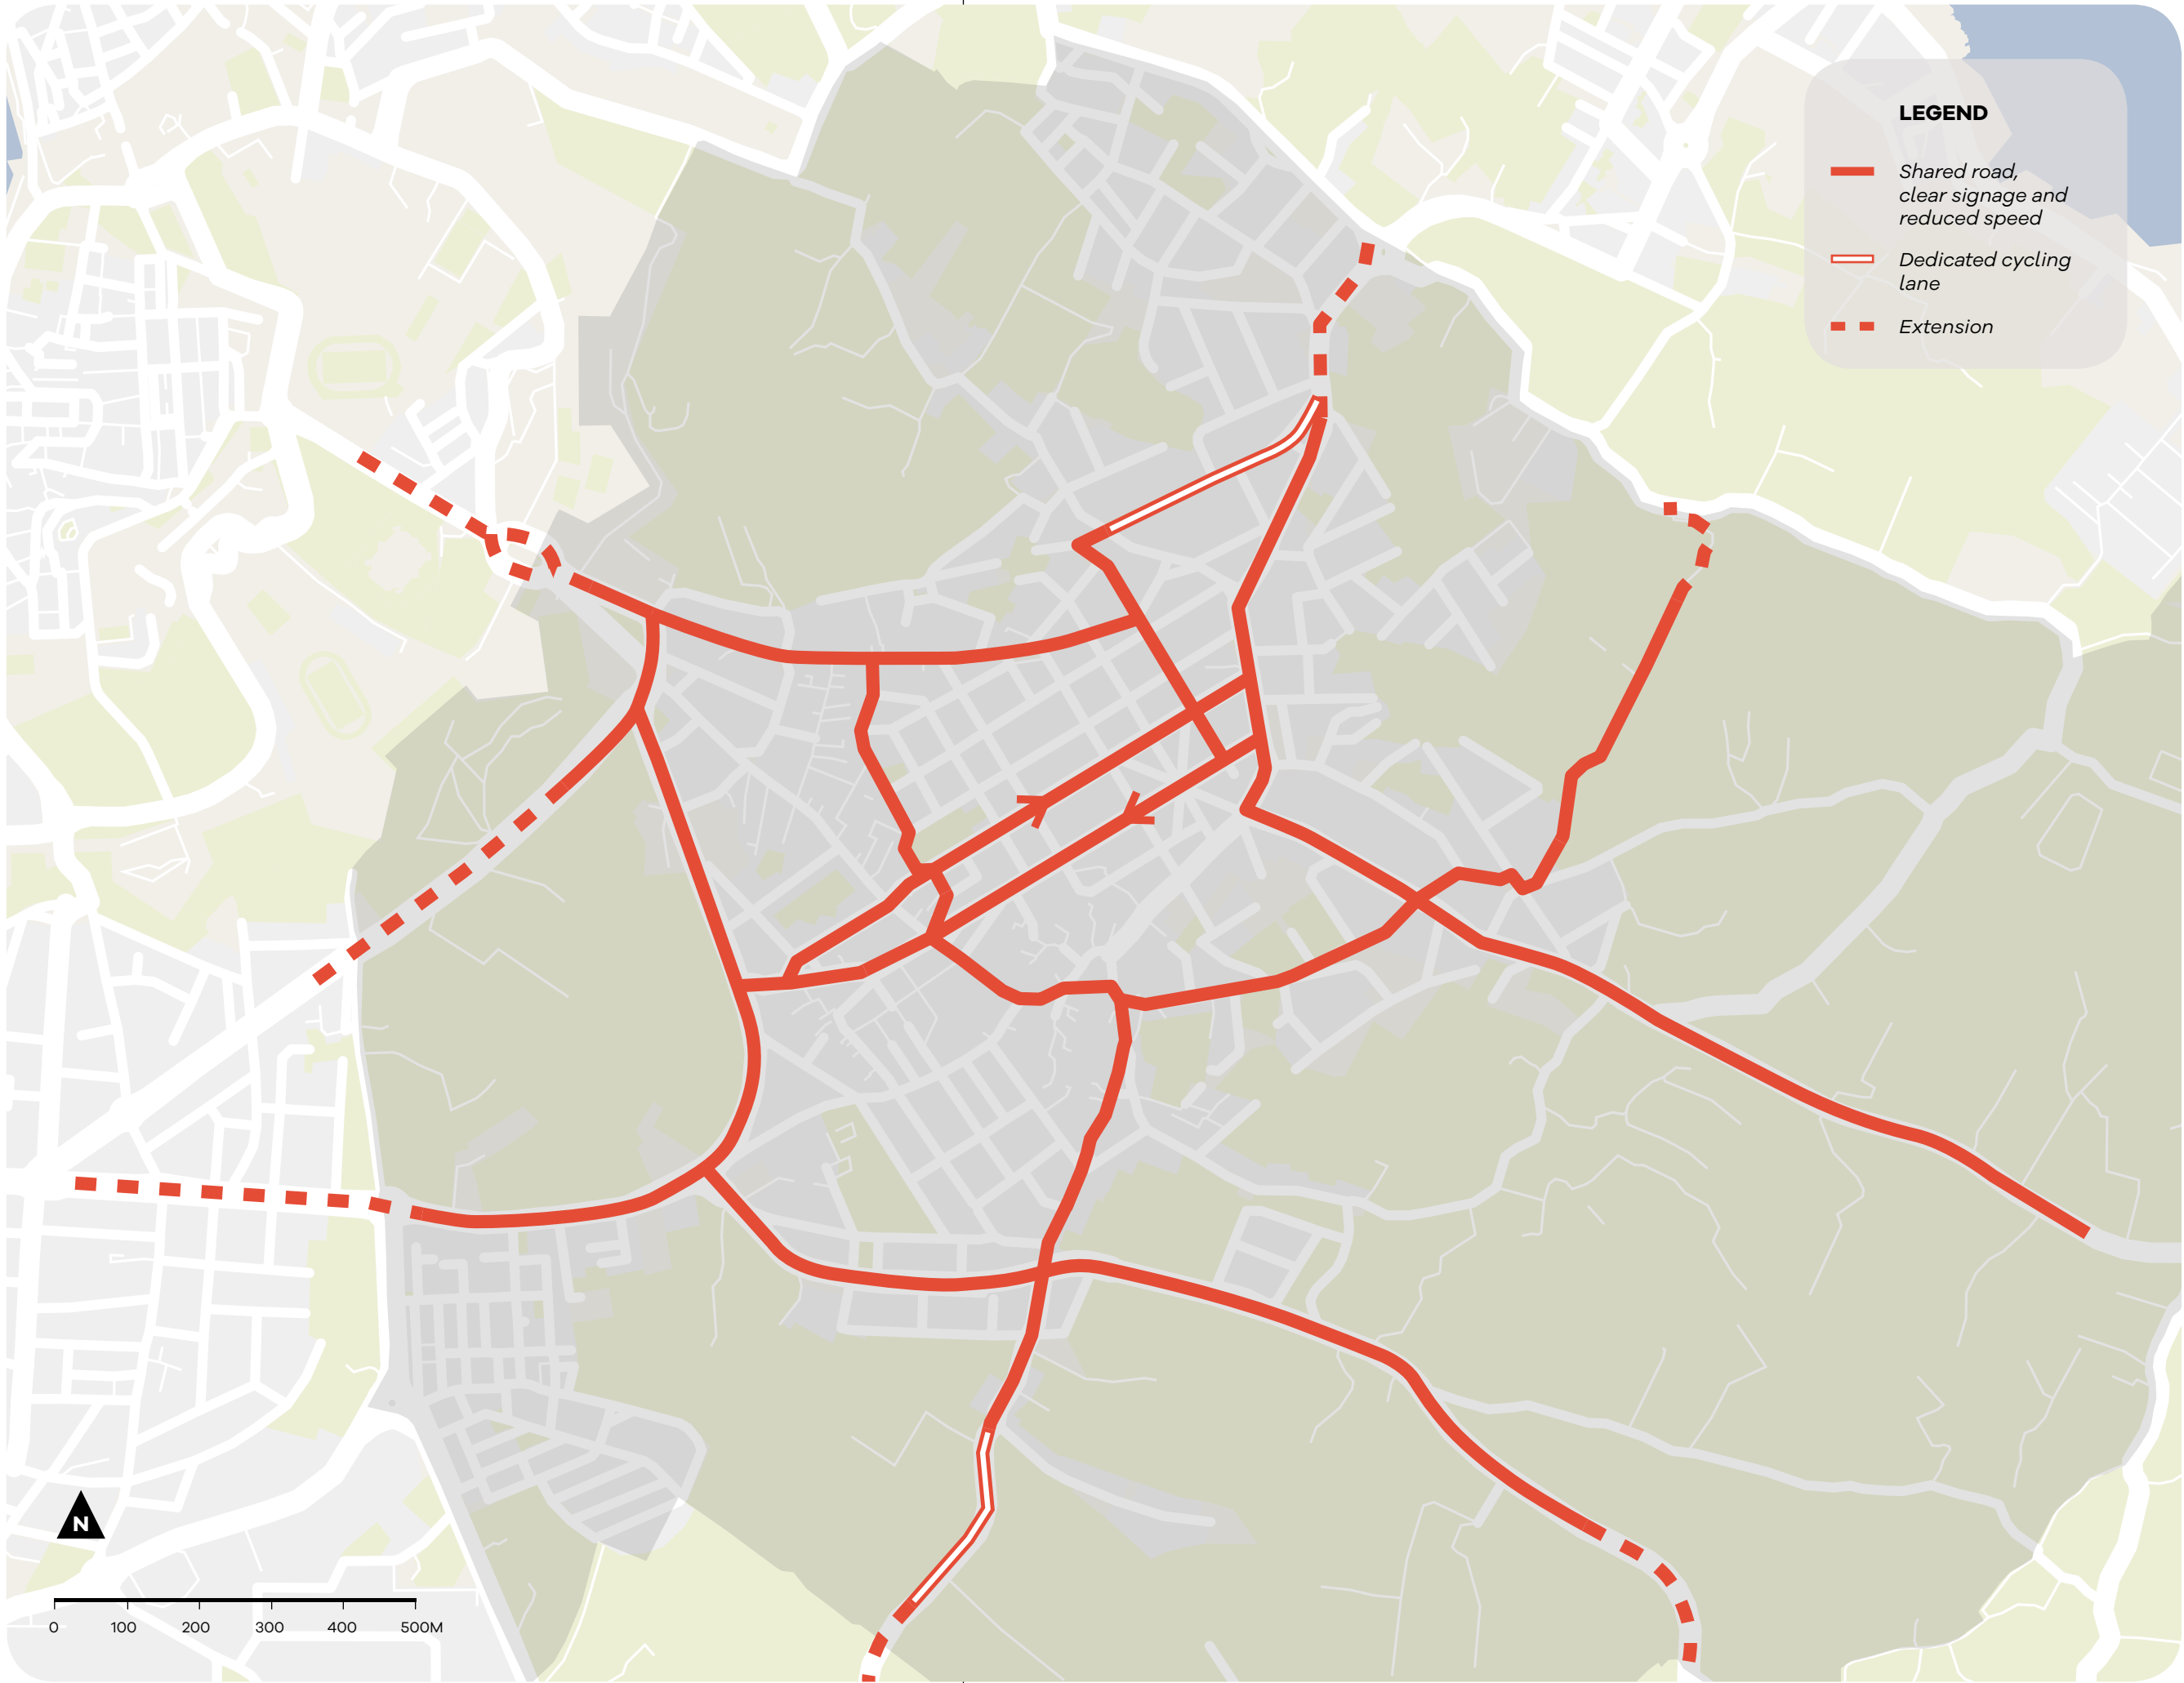 LEGEND
Shared road,
clear signage and
reduced speed
Dedicated cycling
lane
Extension
N
0 100 200 300 400 500M